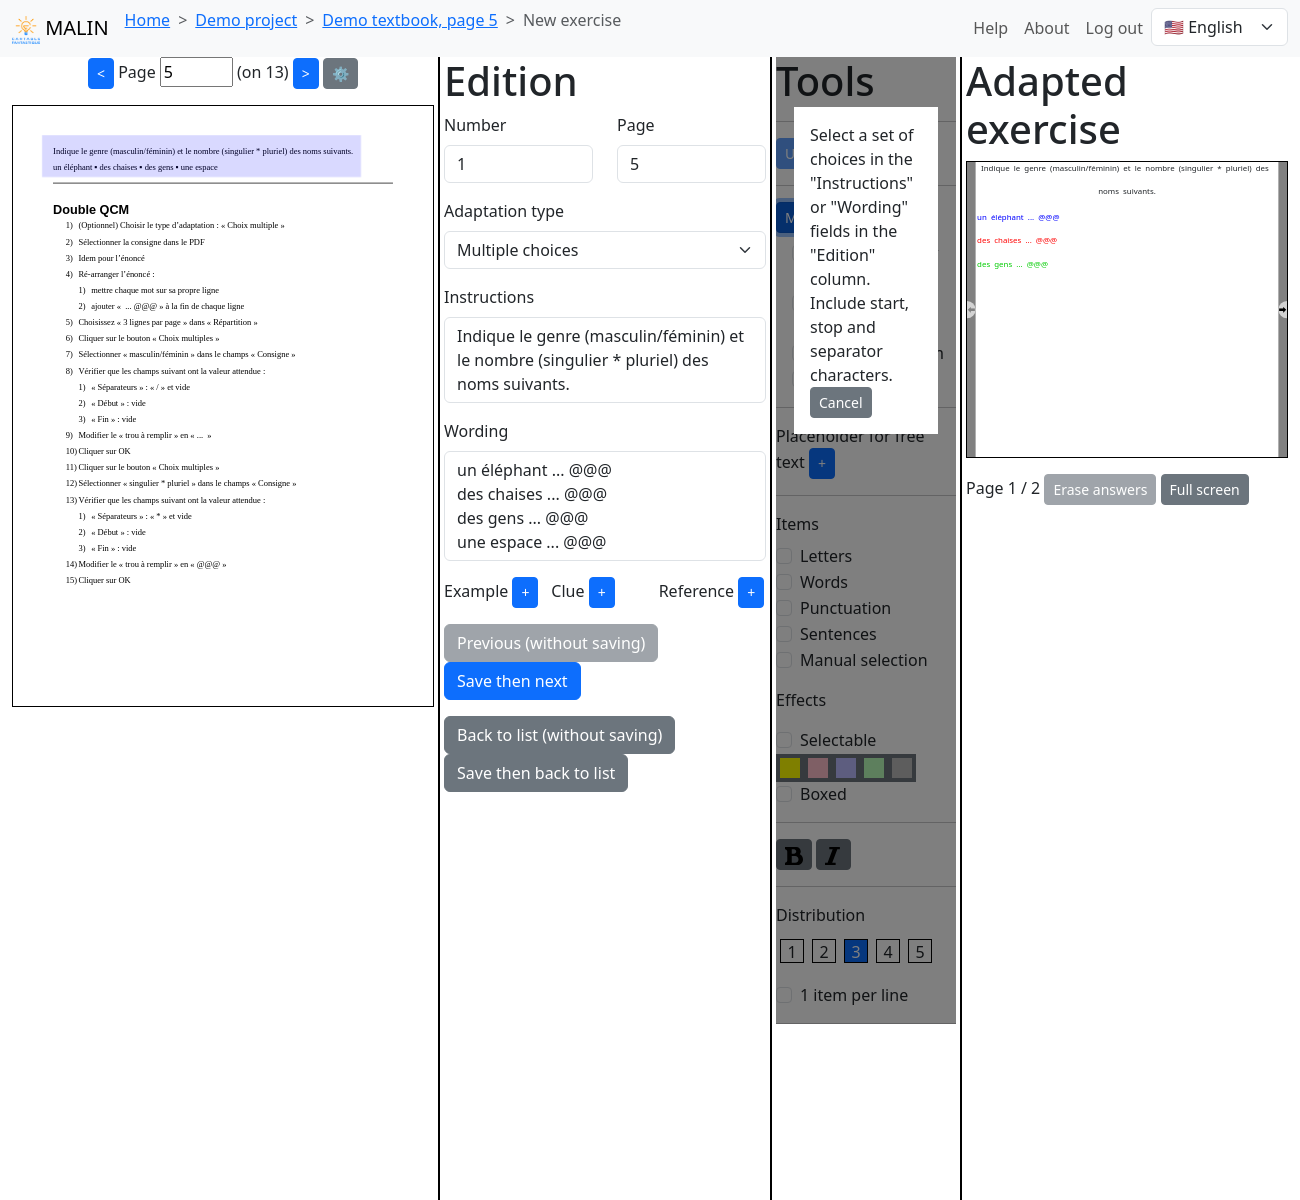 MALIN
Home > Demo project > Demo textbook, page 5 > New exercise
Help About Log out 🇺🇸 English
< Page 5 (on 13) > ⚙️
Indique le genre (masculin/féminin) et le nombre (singulier * pluriel) des noms suivants.
un éléphant • des chaises • des gens • une espace
Double QCM
1) (Optionnel) Choisir le type d’adaptation : « Choix multiple »
2) Sélectionner la consigne dans le PDF
3) Idem pour l’énoncé
4) Ré-arranger l’énoncé :
1) mettre chaque mot sur sa propre ligne
2) ajouter « ... @@@ » à la fin de chaque ligne
5) Choisissez « 3 lignes par page » dans « Répartition »
6) Cliquer sur le bouton « Choix multiples »
7) Sélectionner « masculin/féminin » dans le champs « Consigne »
8) Vérifier que les champs suivant ont la valeur attendue :
1) « Séparateurs » : « / » et vide
2) « Début » : vide
3) « Fin » : vide
9) Modifier le « trou à remplir » en « ... »
10) Cliquer sur OK
11) Cliquer sur le bouton « Choix multiples »
12) Sélectionner « singulier * pluriel » dans le champs « Consigne »
13) Vérifier que les champs suivant ont la valeur attendue :
1) « Séparateurs » : « * » et vide
2) « Début » : vide
3) « Fin » : vide
14) Modifier le « trou à remplir » en « @@@ »
15) Cliquer sur OK
Edition
Number Page
1 5
Adaptation type
Multiple choices
Instructions
Indique le genre (masculin/féminin) et
le nombre (singulier * pluriel) des
noms suivants.
Wording
un éléphant ... @@@
des chaises ... @@@
des gens ... @@@
une espace ... @@@
Example + Clue + Reference +
Previous (without saving)
Save then next
Back to list (without saving)
Save then back to list
Tools
Select a set of
choices in the
"Instructions"
or "Wording"
fields in the
"Edition"
column.
Include start,
stop and
separator
characters.
Cancel
Placeholder for free
text +
Items
Letters
Words
Punctuation
Sentences
Manual selection
Effects
Selectable
Boxed
B I
Distribution
1 2 3 4 5
1 item per line
Adapted
exercise
Indique le genre (masculin/féminin) et le nombre (singulier * pluriel) des
noms suivants.
un éléphant ... @@@
des chaises ... @@@
des gens ... @@@
Page 1 / 2 Erase answers Full screen